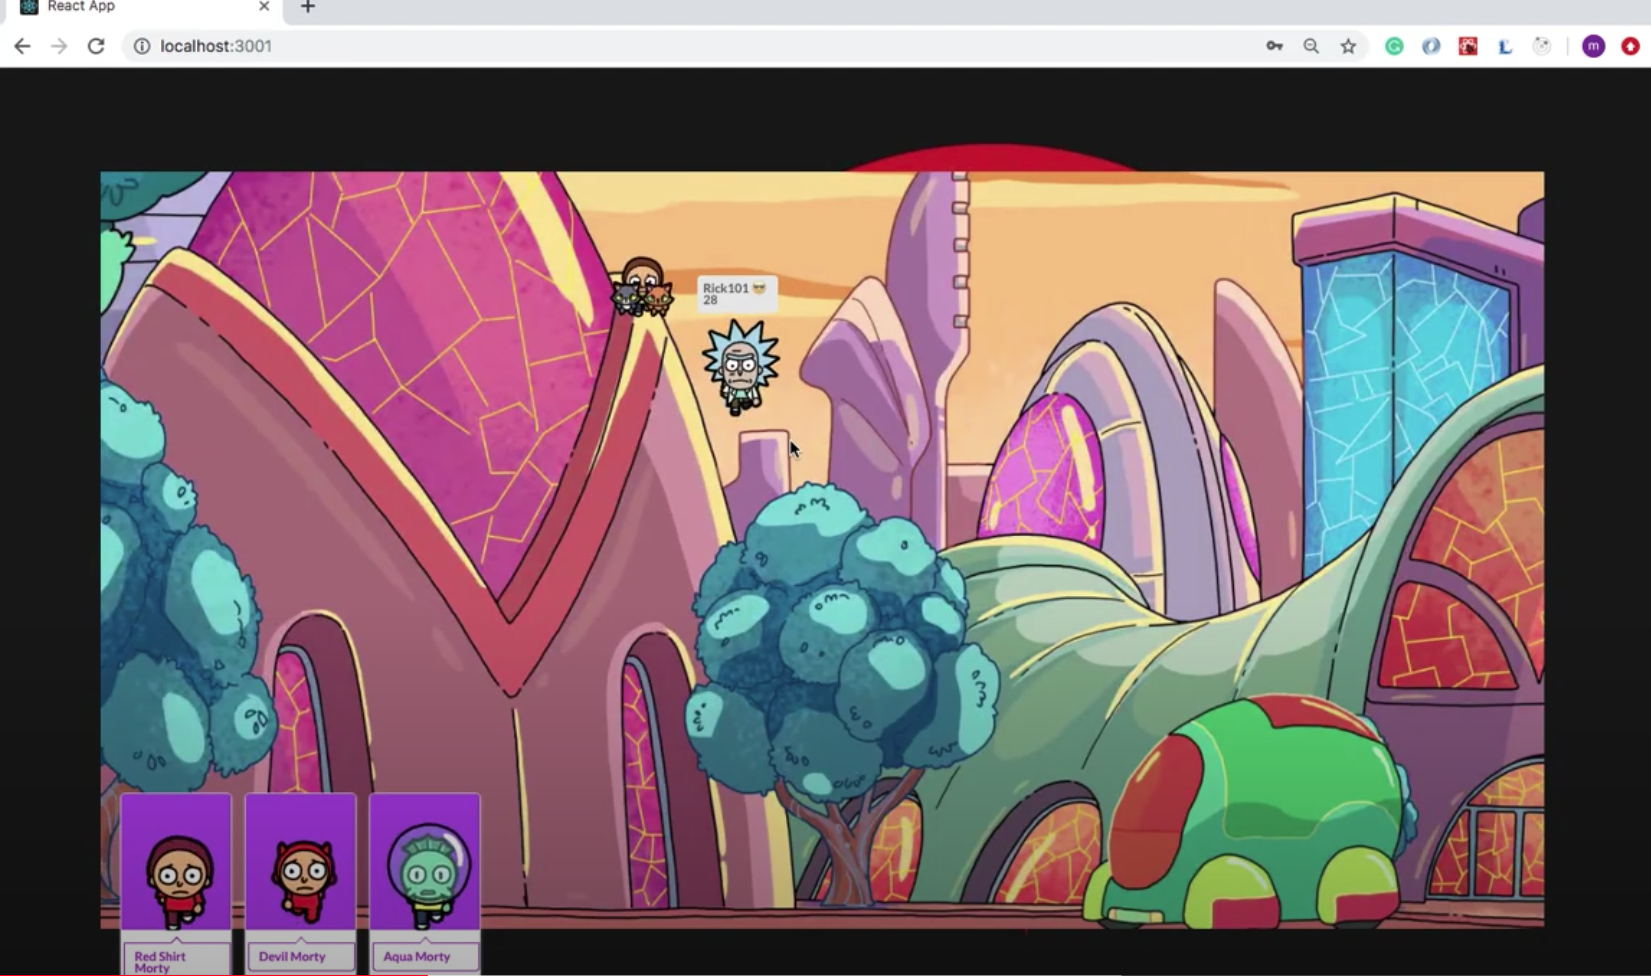 React App
localhost:3001
m
Rick101 😎
28
Red Shirt
Morty
Devil Morty
Aqua Morty